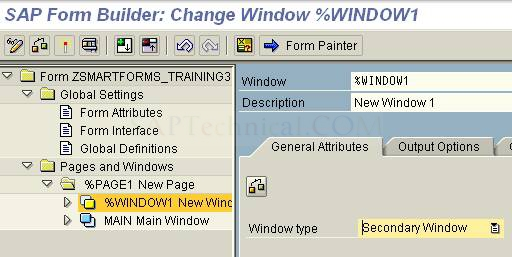 SAP Form Builder: Change Window %WINDOW1
Form Painter
Form ZSMARTFORMS_TRAINING3
Global Settings
Form Attributes
Form Interface
Global Definitions
Pages and Windows
%PAGE1 New Page
%WINDOW1 New Wind
MAIN Main Window
Window %WINDOW1
Description New Window 1
SAPTechnical.COM
General Attributes Output Options
Window type Secondary Window